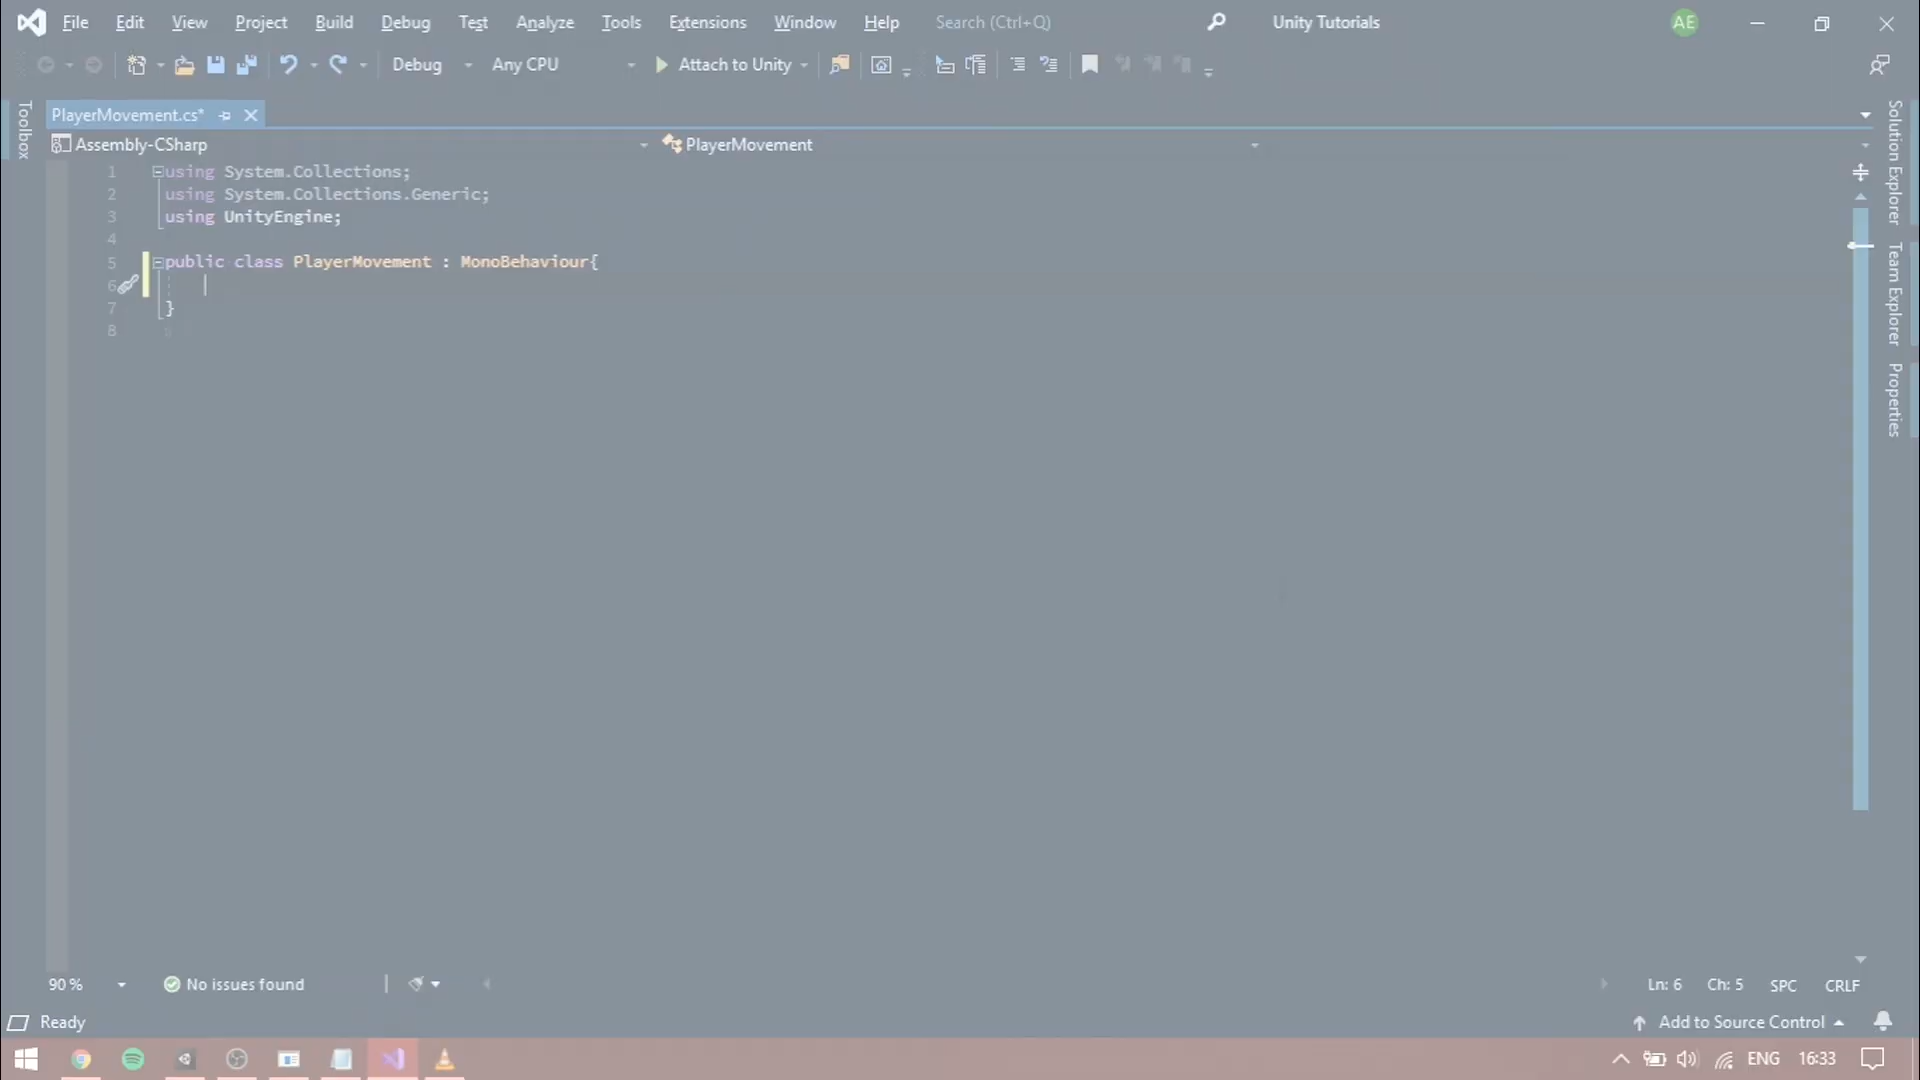 File Edit View Project Build Debug Test Analyze Tools Extensions Window Help Search (Ctrl+Q) Unity Tutorials AE
Debug Any CPU Attach to Unity
Toolbox
PlayerMovement.cs*
Assembly-CSharp PlayerMovement
1 using System.Collections;
2 using System.Collections.Generic;
3 using UnityEngine;
4
5 public class PlayerMovement : MonoBehaviour{
6
7 }
8
Solution Explorer
Team Explorer
Properties
90 % No issues found Ln: 6 Ch: 5 SPC CRLF
Ready Add to Source Control
ENG 16:33